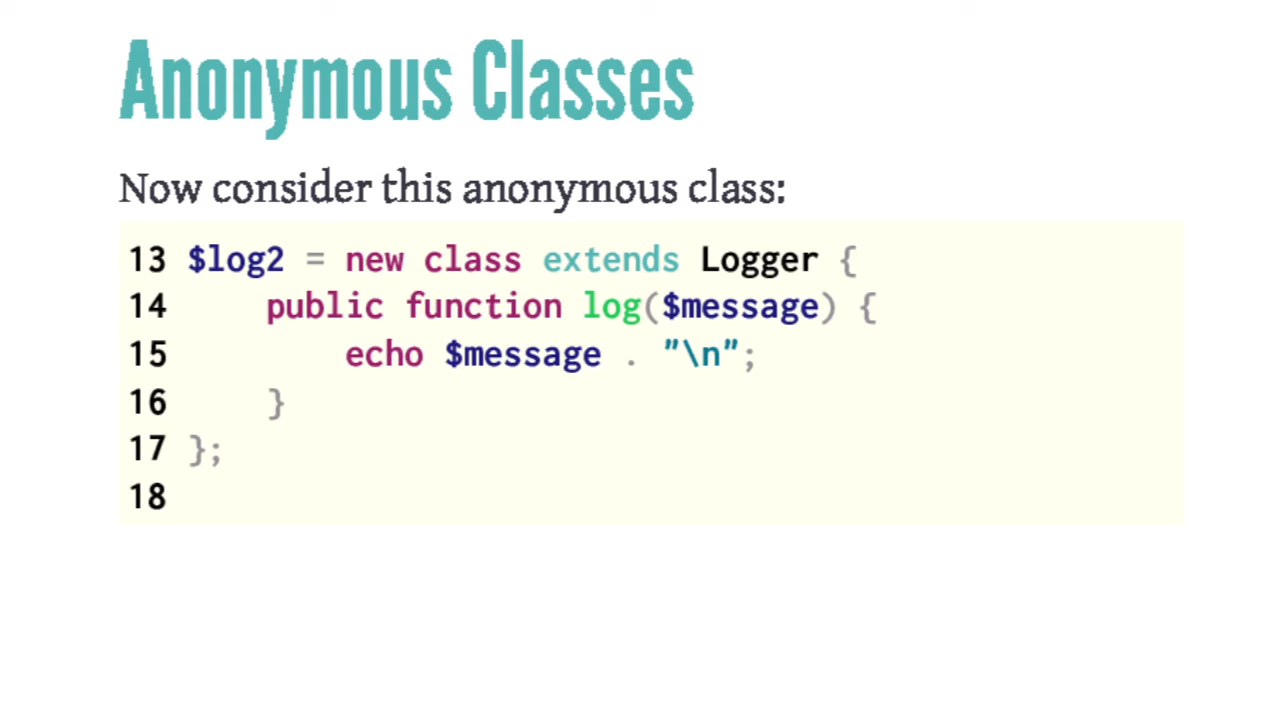 Anonymous Classes
Now consider this anonymous class:
13 $log2 = new class extends Logger {
14     public function log($message) {
15         echo $message . "\n";
16     }
17 };
18